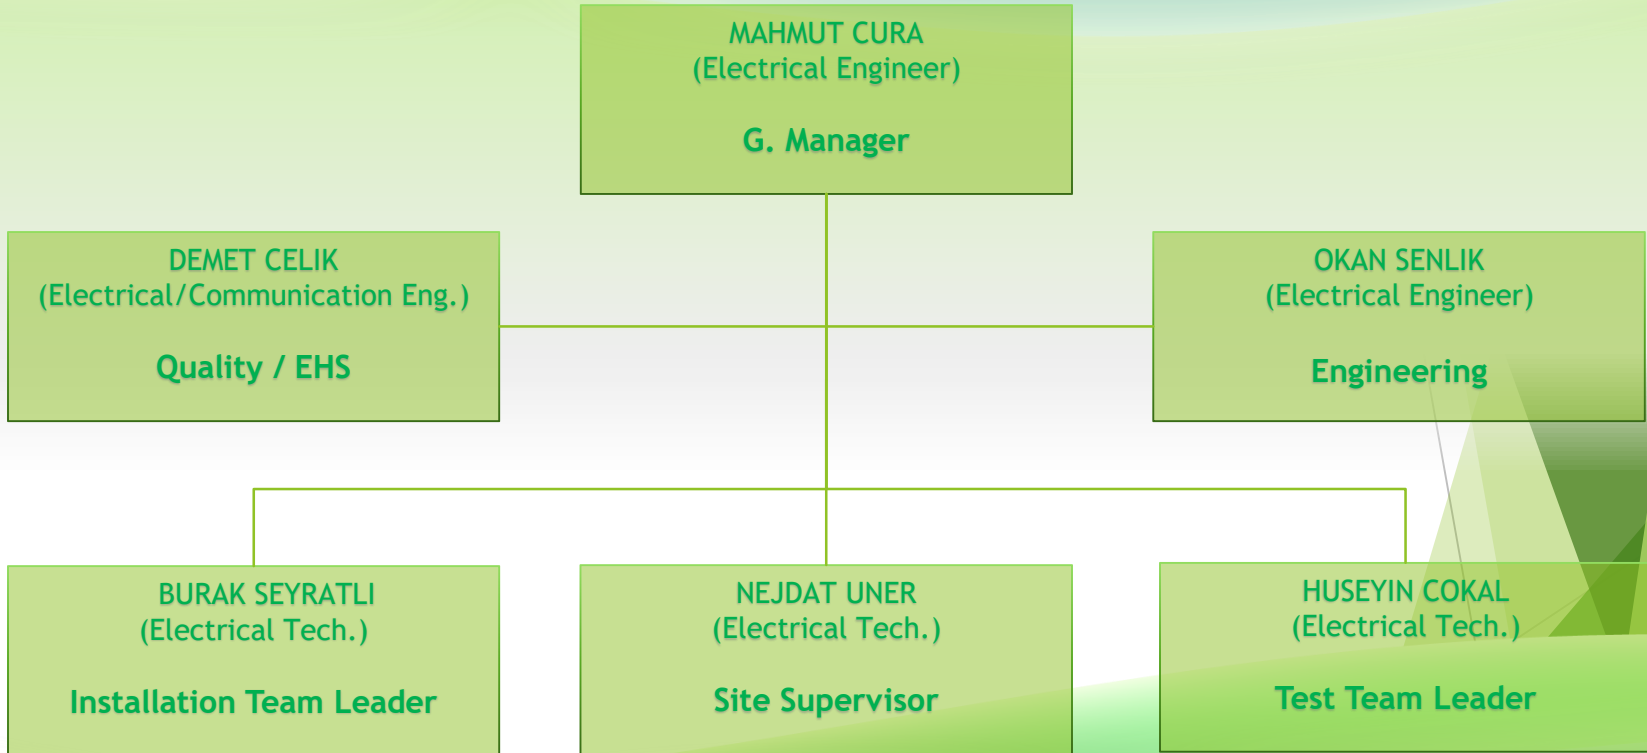 MAHMUT CURA
(Electrical Engineer)
G. Manager
DEMET CELIK
(Electrical/Communication Eng.)
Quality / EHS
OKAN SENLIK
(Electrical Engineer)
Engineering
BURAK SEYRATLI
(Electrical Tech.)
Installation Team Leader
NEJDAT UNER
(Electrical Tech.)
Site Supervisor
HUSEYIN COKAL
(Electrical Tech.)
Test Team Leader